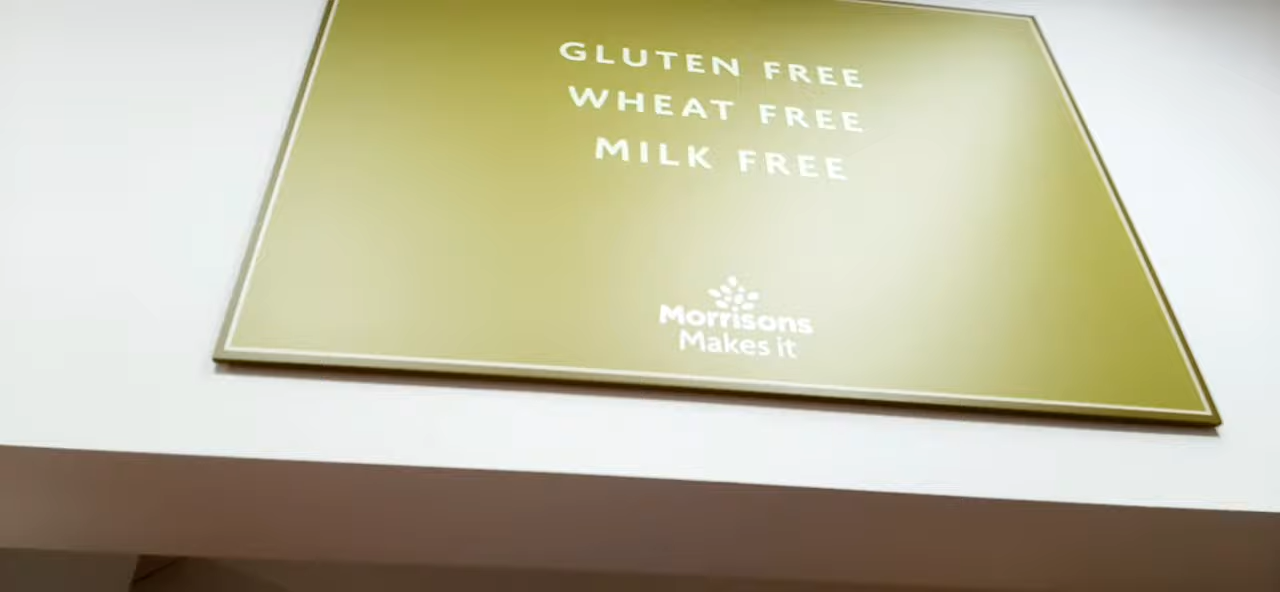 GLUTEN FREE
WHEAT FREE
MILK FREE
Morrisons
Makes it